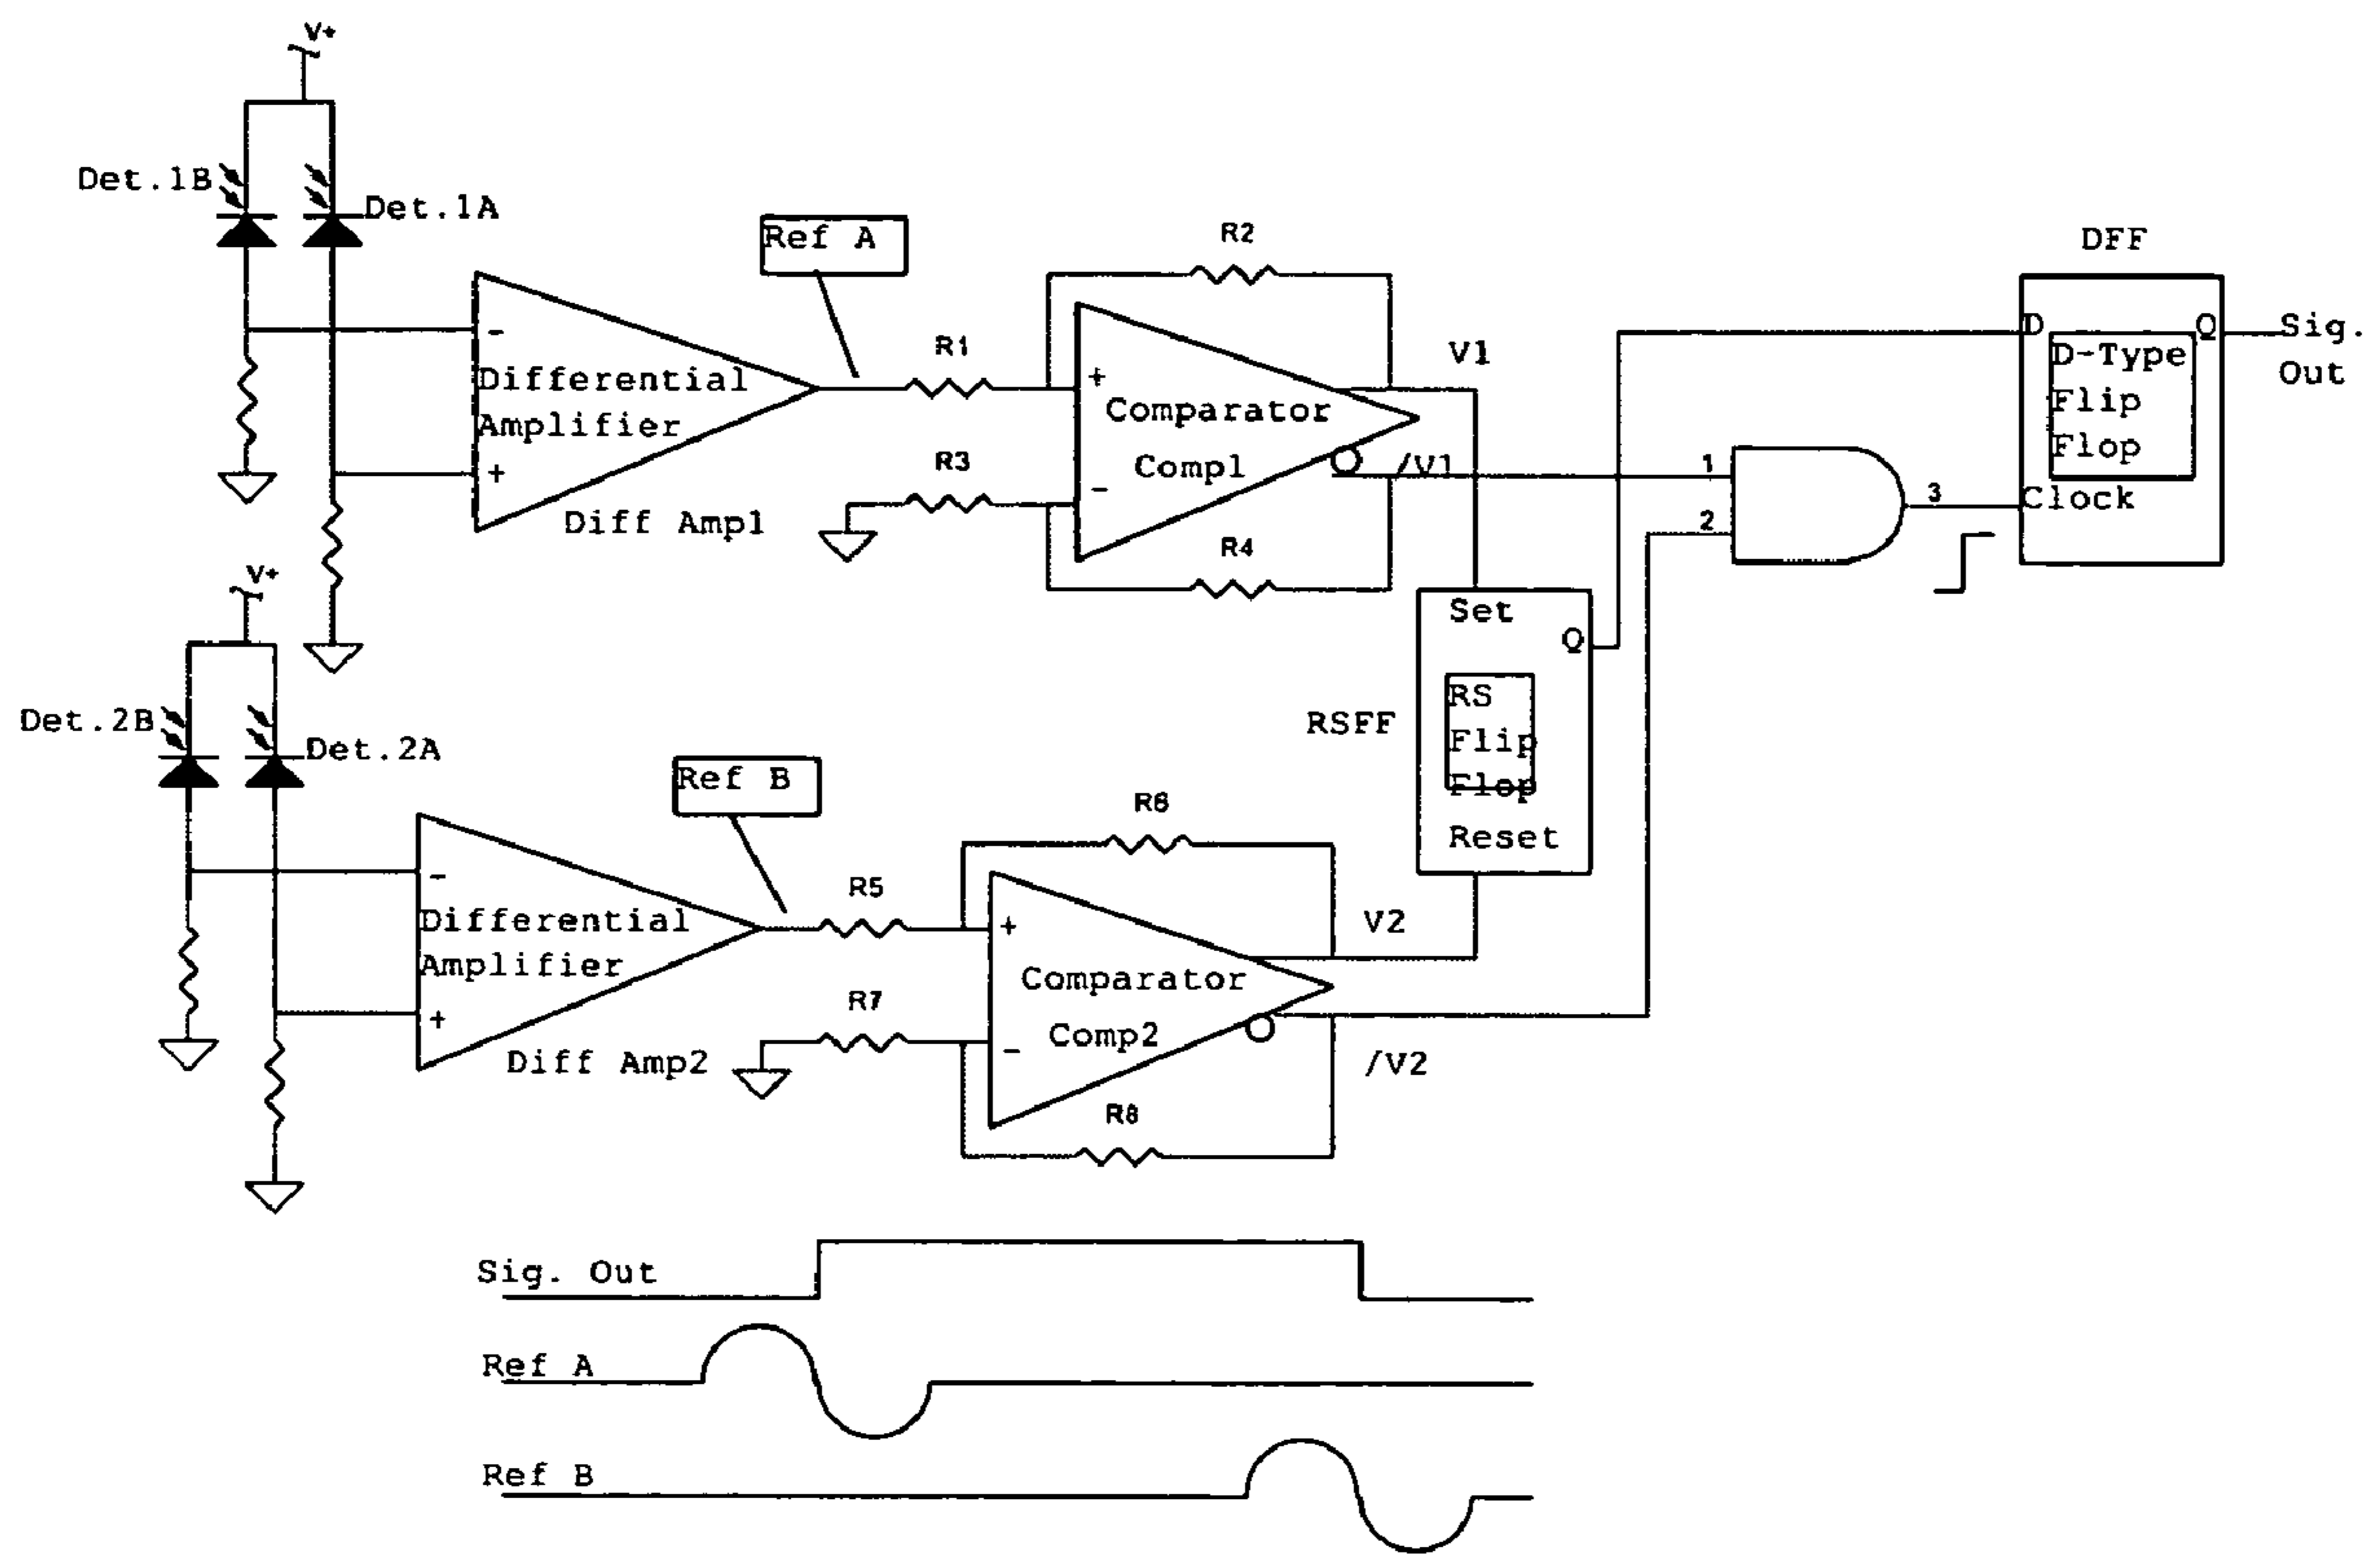 V+
Det.1B
Det.1A
Ref A
R2
DFF
D
Q
Sig.
Out
D-Type
Flip
Flop
Clock
-
Differential
Amplifier
+
Diff Amp1
R1
+
Comparator
Comp1
-
V1
/V1
R3
R4
1
2
3
V+
Det.2B
Det.2A
Ref B
Set
Q
RS
Flip
Flop
RSFF
Reset
R6
-
Differential
Amplifier
+
Diff Amp2
R5
+
Comparator
Comp2
-
V2
/V2
R7
R8
Sig. Out
Ref A
Ref B